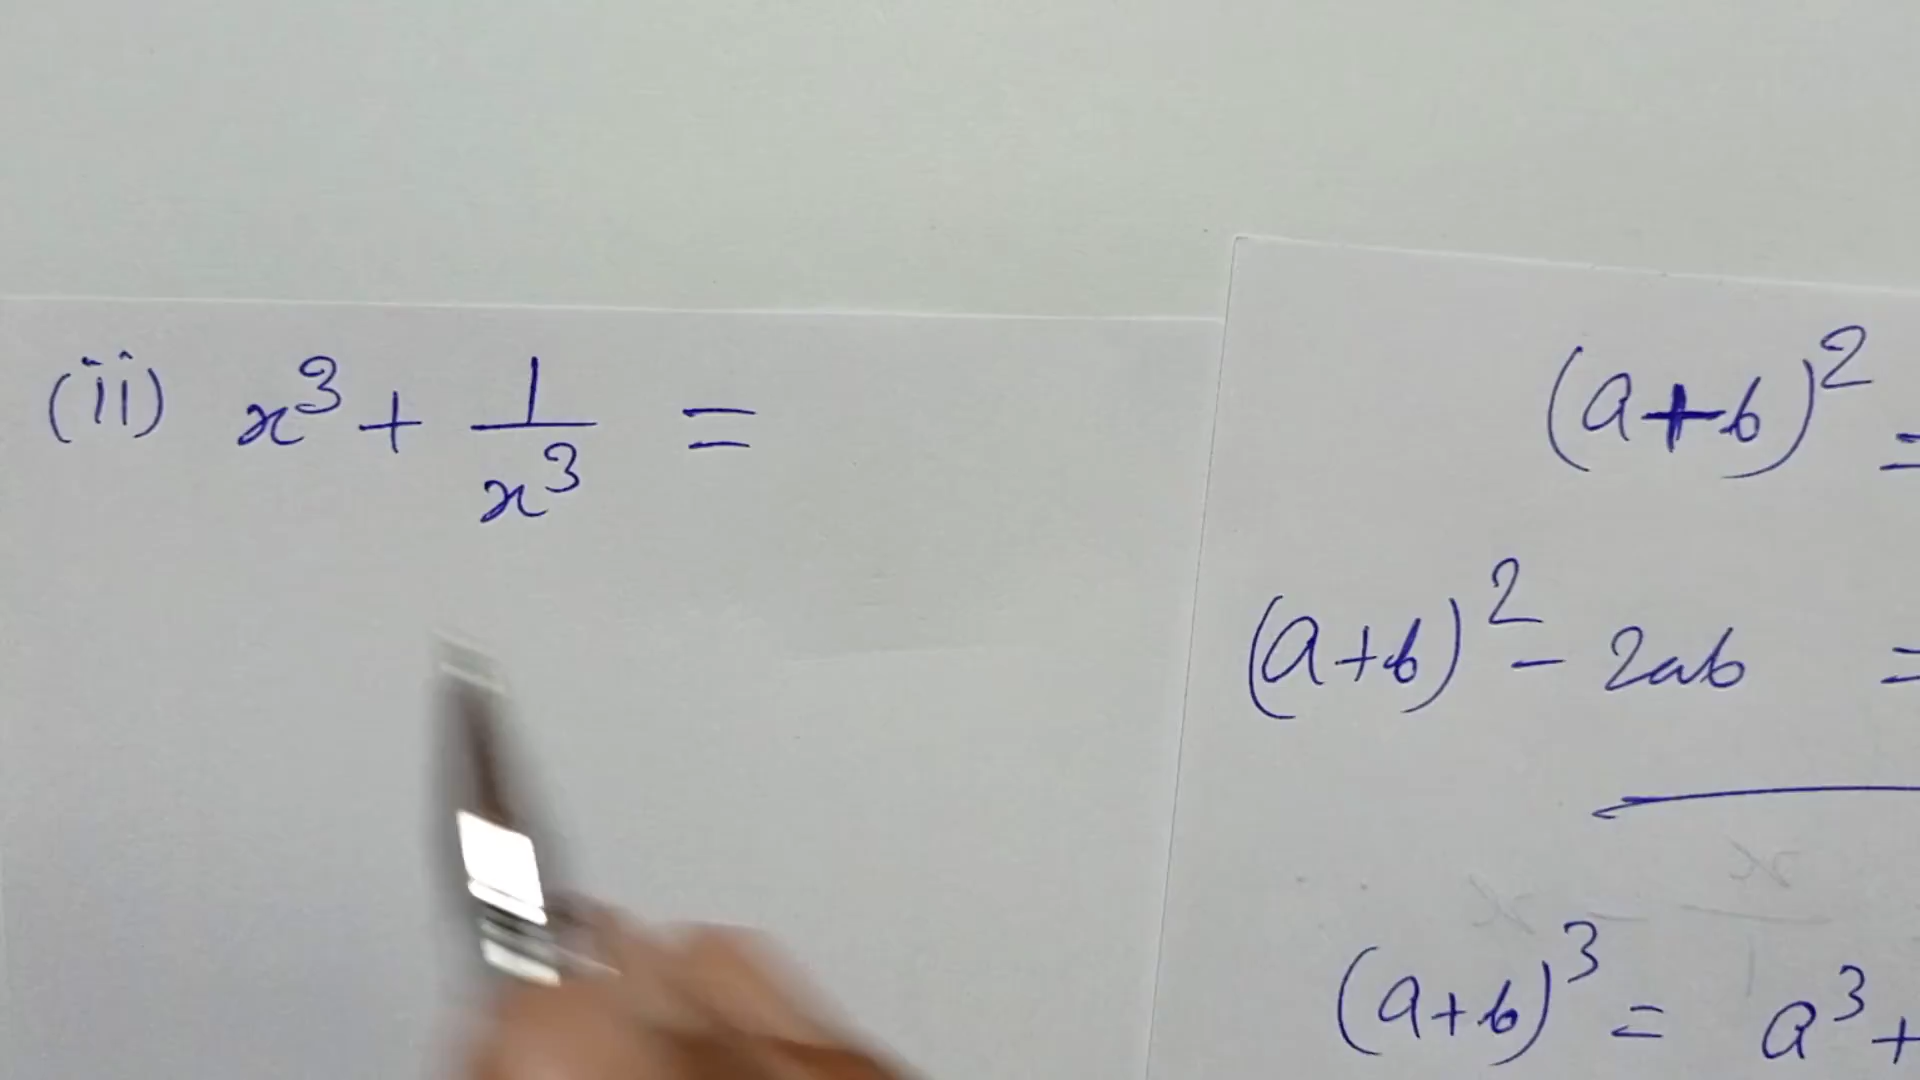 (ii) x³ + 1/x³ =
(a+b)² =
(a+b)² - 2ab =
(a+b)³ = a³ +